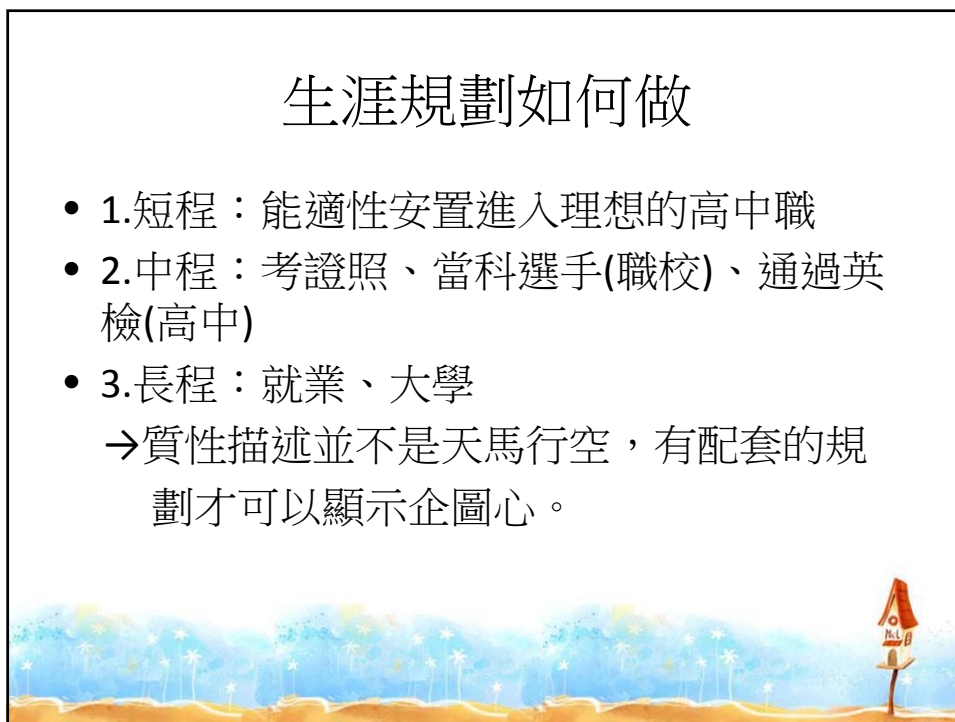 生涯規劃如何做
• 1.短程：能適性安置進入理想的高中職
• 2.中程：考證照、當科選手(職校)、通過英
檢(高中)
• 3.長程：就業、大學
→質性描述並不是天馬行空，有配套的規
劃才可以顯示企圖心。